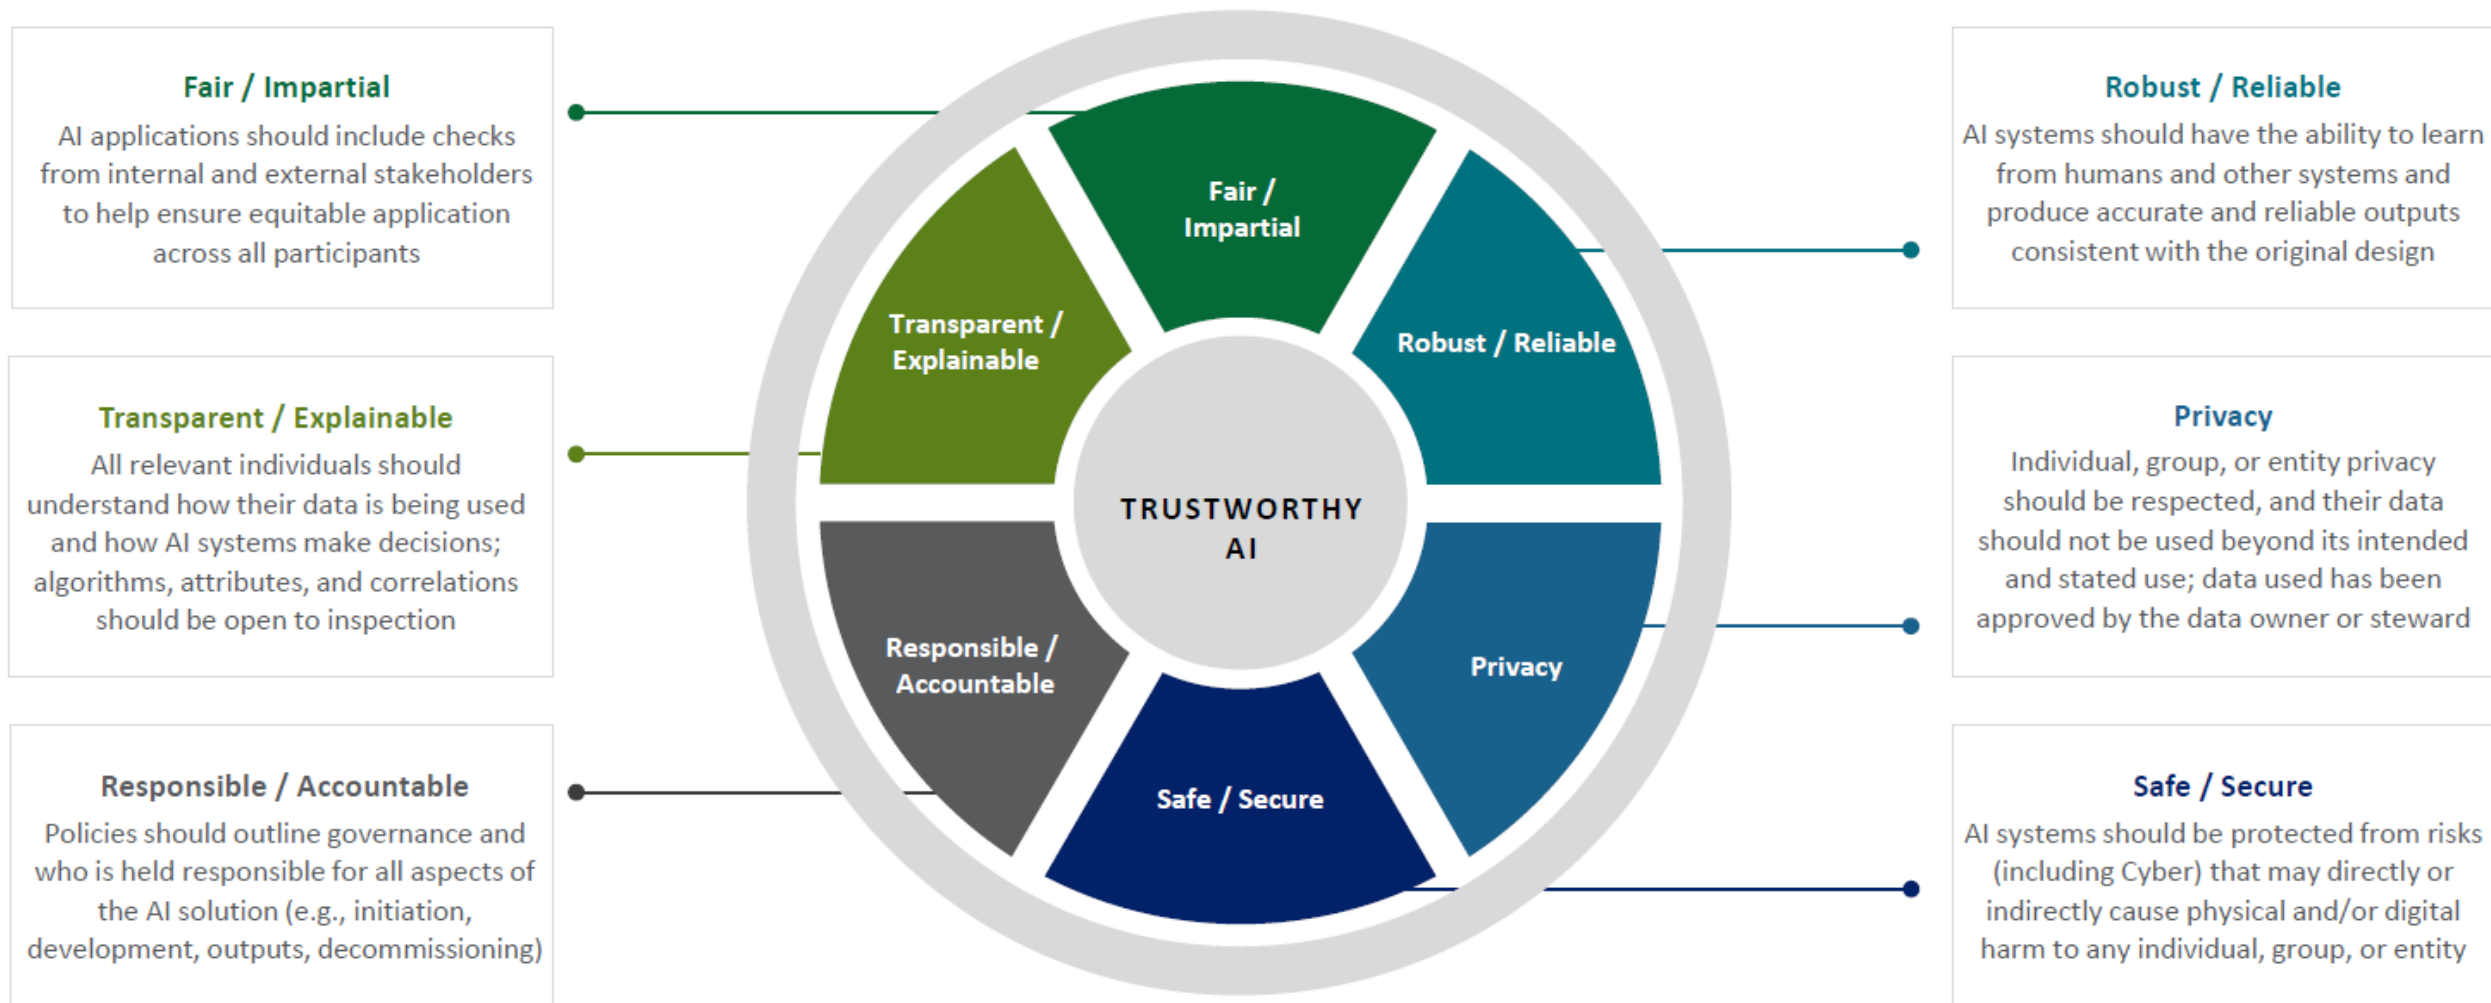 Fair / Impartial
AI applications should include checks
from internal and external stakeholders
to help ensure equitable application
across all participants
Transparent / Explainable
All relevant individuals should
understand how their data is being used
and how AI systems make decisions;
algorithms, attributes, and correlations
should be open to inspection
Responsible / Accountable
Policies should outline governance and
who is held responsible for all aspects of
the AI solution (e.g., initiation,
development, outputs, decommissioning)
Fair /
Impartial
Transparent /
Explainable
Robust / Reliable
TRUSTWORTHY
AI
Responsible /
Accountable
Privacy
Safe / Secure
Robust / Reliable
AI systems should have the ability to learn
from humans and other systems and
produce accurate and reliable outputs
consistent with the original design
Privacy
Individual, group, or entity privacy
should be respected, and their data
should not be used beyond its intended
and stated use; data used has been
approved by the data owner or steward
Safe / Secure
AI systems should be protected from risks
(including Cyber) that may directly or
indirectly cause physical and/or digital
harm to any individual, group, or entity